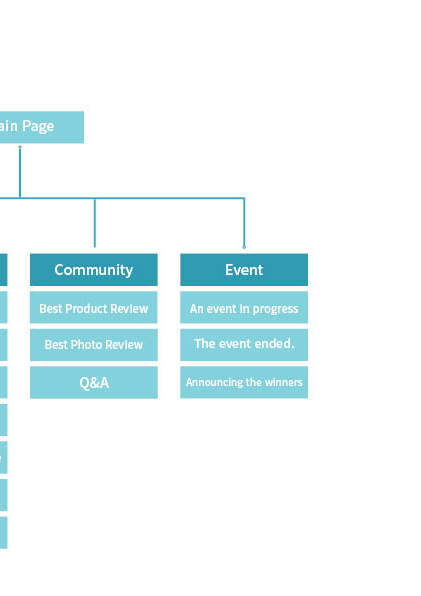 ain Page
Community
Event
Best Product Review
An event in progress
Best Photo Review
The event ended.
Q&A
Announcing the winners